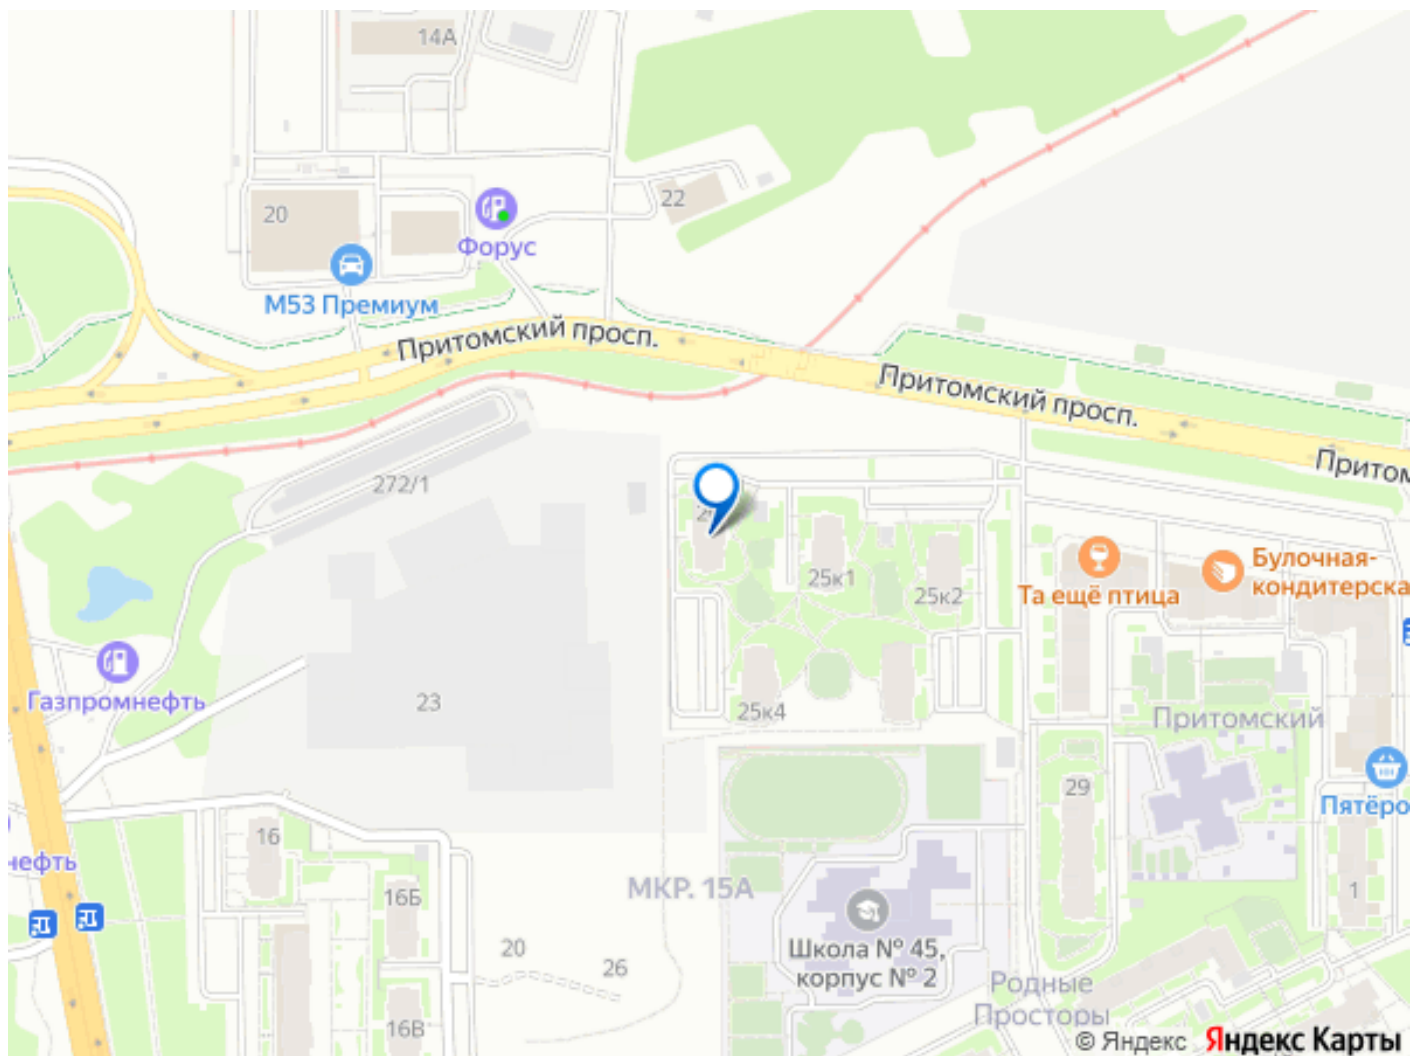 14А
20
22
Форус
М53 Премиум
Притомский просп.
Притомский просп.
Притом
272/1
25к1
25к2
Та ещё птица
Булочная-
кондитерска
Газпромнефть
23
25к4
Притомский
29
Пятёро
16
нефть
16Б
МКР. 15А
1
20
26
Школа № 45,
корпус № 2
Родные
Просторы
16В
© Яндекс Яндекс Карты